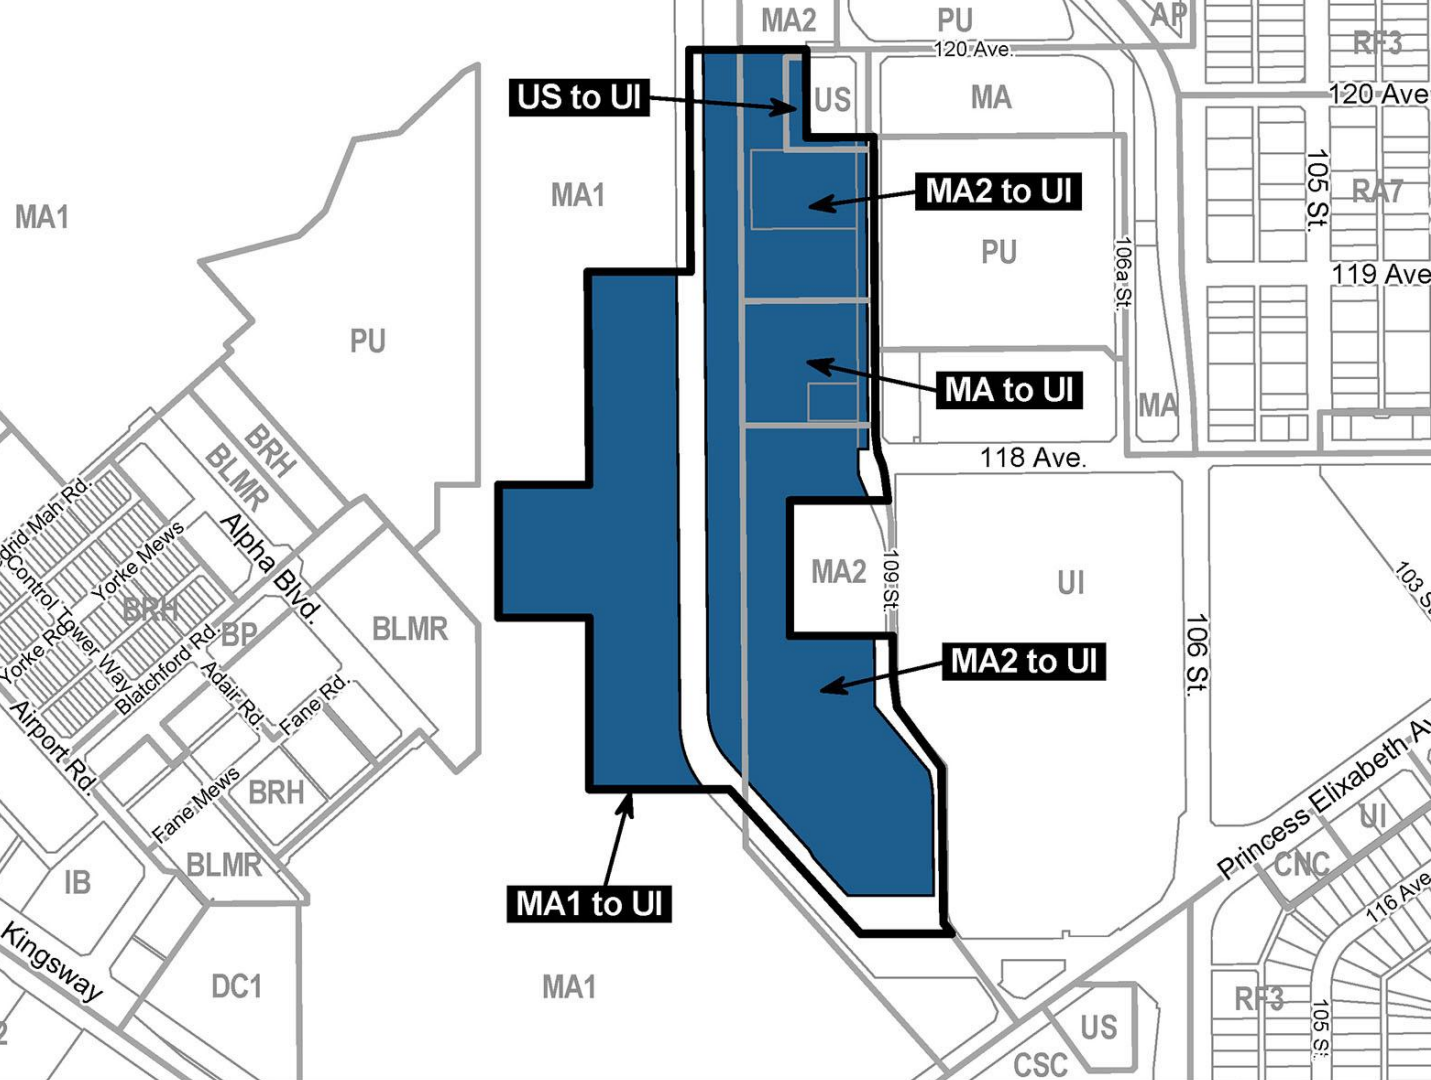 MA2
PU
AP
RF3
120 Ave.
US to UI
US
MA
120 Ave
MA1
MA1
MA2 to UI
105 St.
RA7
PU
106a St.
119 Ave
PU
MA to UI
MA
BRH
BLMR
118 Ave.
Mah Rd.
Yorke Mews
Alpha Blvd.
Control Tower Way
BRH
Yorke Rd.
BP
BLMR
MA2
109 St.
UI
103 St.
Blatchford Rd.
Adair Rd.
Fane Rd.
MA2 to UI
106 St.
Airport Rd.
BRH
Fane Mews
Princess Elixabeth Av
UI
BLMR
CNC
IB
MA1 to UI
116 Ave.
Kingsway
DC1
MA1
RF3
105 St.
US
CSC
2